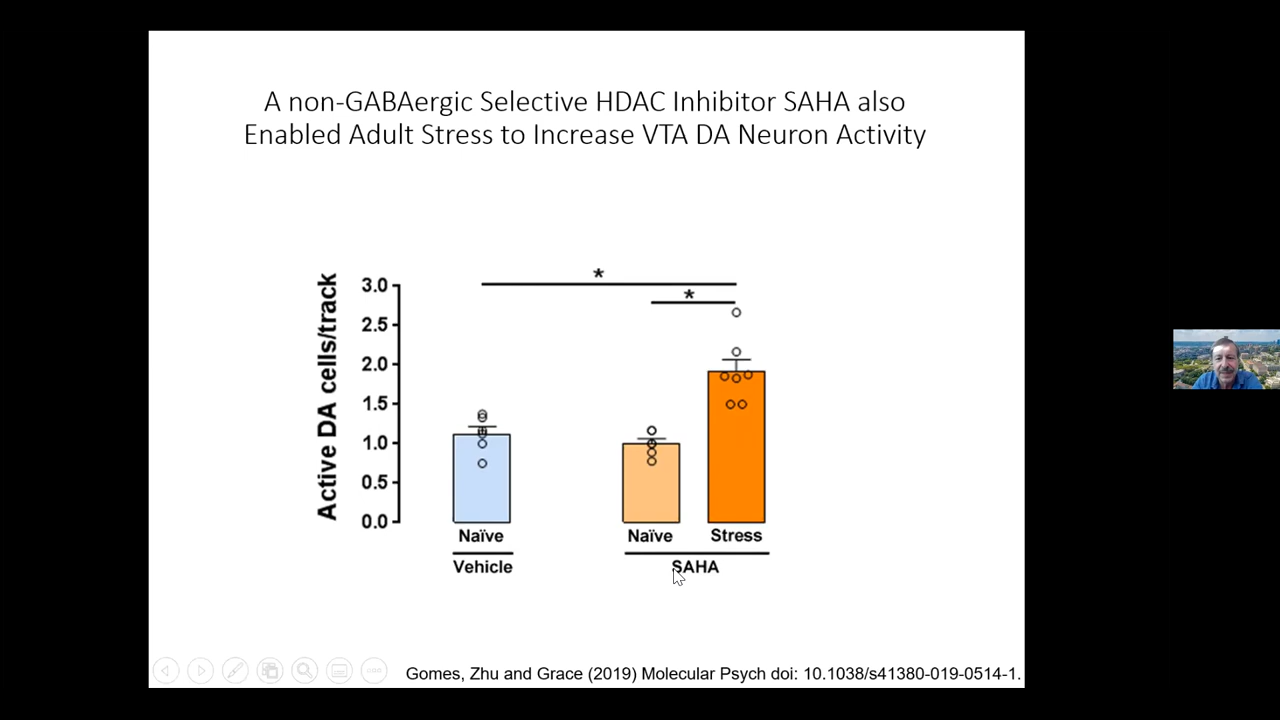 A non-GABAergic Selective HDAC Inhibitor SAHA also
Enabled Adult Stress to Increase VTA DA Neuron Activity
Active DA cells/track
3.0
2.5
2.0
1.5
1.0
0.5
0.0
*
*
Naïve
Naïve
Stress
Vehicle
SAHA
Gomes, Zhu and Grace (2019) Molecular Psych doi: 10.1038/s41380-019-0514-1.